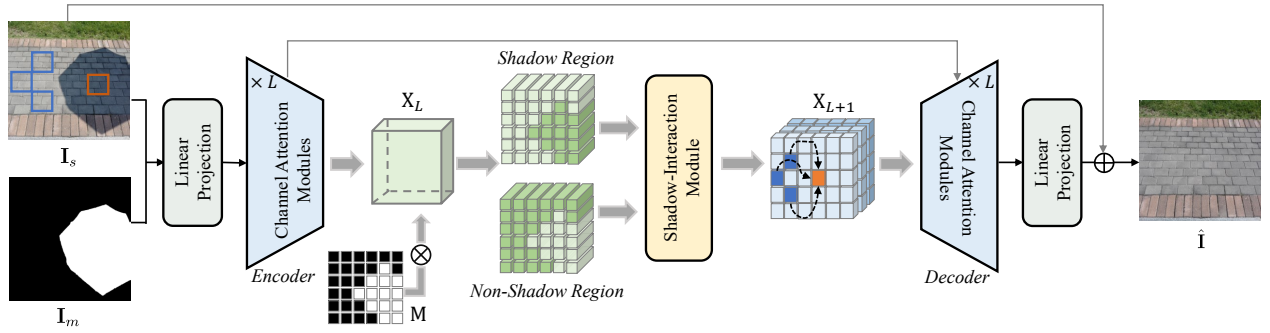 I_s
I_m
Linear
Projection
× L
Channel Attention
Modules
Encoder
X_L
M
Shadow Region
Non-Shadow Region
Shadow-Interaction
Module
X_{L+1}
× L
Channel Attention
Modules
Decoder
Linear
Projection
Î